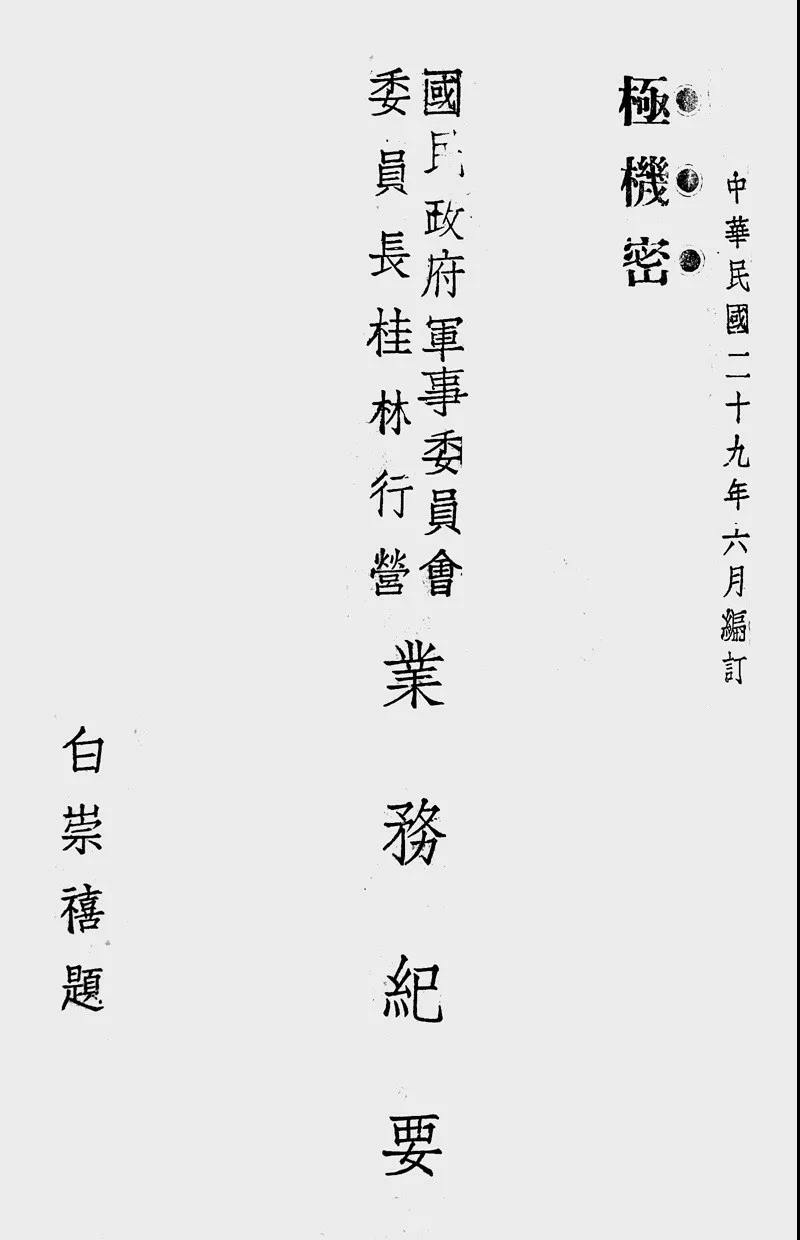 中華民國二十九年六月編訂
極機密
國民政府軍事委員會
委員長桂林行營
業務紀要
白崇禧題